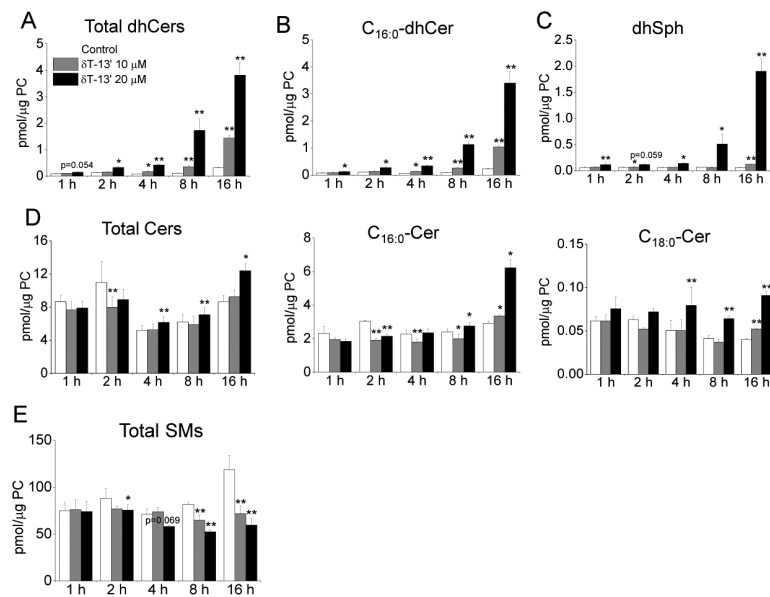 A
Total dhCers
pmol/µg PC
5
4
3
2
1
0
Control
δT-13' 10 µM
δT-13' 20 µM
p=0.054
*
*
**
**
**
**
**
1 h 2 h 4 h 8 h 16 h
B
C16:0-dhCer
pmol/µg PC
5
4
3
2
1
0
*
*
*
**
**
**
**
**
1 h 2 h 4 h 8 h 16 h
C
dhSph
pmol/µg PC
2.5
2.0
1.5
1.0
0.5
0.0
**
*
p=0.059
*
*
**
**
1 h 2 h 4 h 8 h 16 h
D
Total Cers
pmol/µg PC
16
12
8
4
0
**
**
**
*
1 h 2 h 4 h 8 h 16 h
C16:0-Cer
8
6
4
2
0
**
**
**
*
*
*
*
1 h 2 h 4 h 8 h 16 h
C18:0-Cer
0.15
0.10
0.05
0.00
**
**
**
**
1 h 2 h 4 h 8 h 16 h
E
Total SMs
pmol/µg PC
150
100
50
0
*
p=0.069
**
**
**
**
1 h 2 h 4 h 8 h 16 h